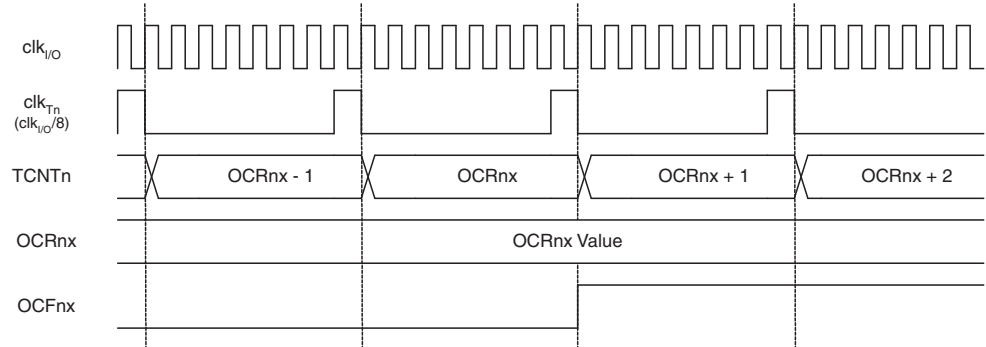 clkI/O
clkTn
(clkI/O/8)
TCNTn
OCRnx - 1
OCRnx
OCRnx + 1
OCRnx + 2
OCRnx
OCRnx Value
OCFnx